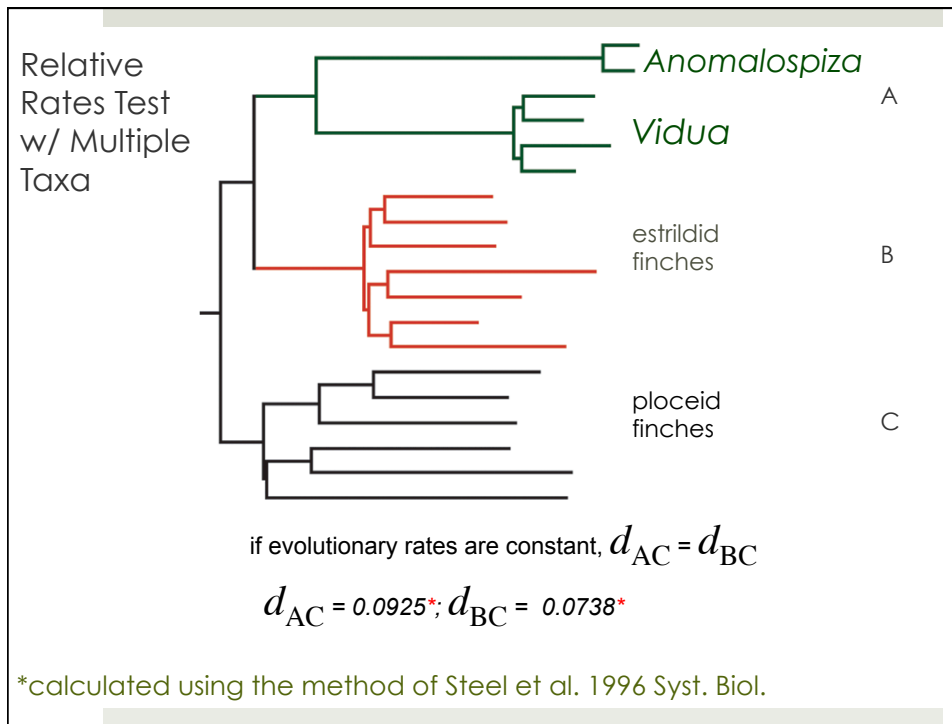 Relative
Rates Test
w/ Multiple
Taxa
Anomalospiza
A
Vidua
estrildid
finches
B
ploceid
finches
C
if evolutionary rates are constant, dAC = dBC
dAC = 0.0925*; dBC = 0.0738*
*calculated using the method of Steel et al. 1996 Syst. Biol.